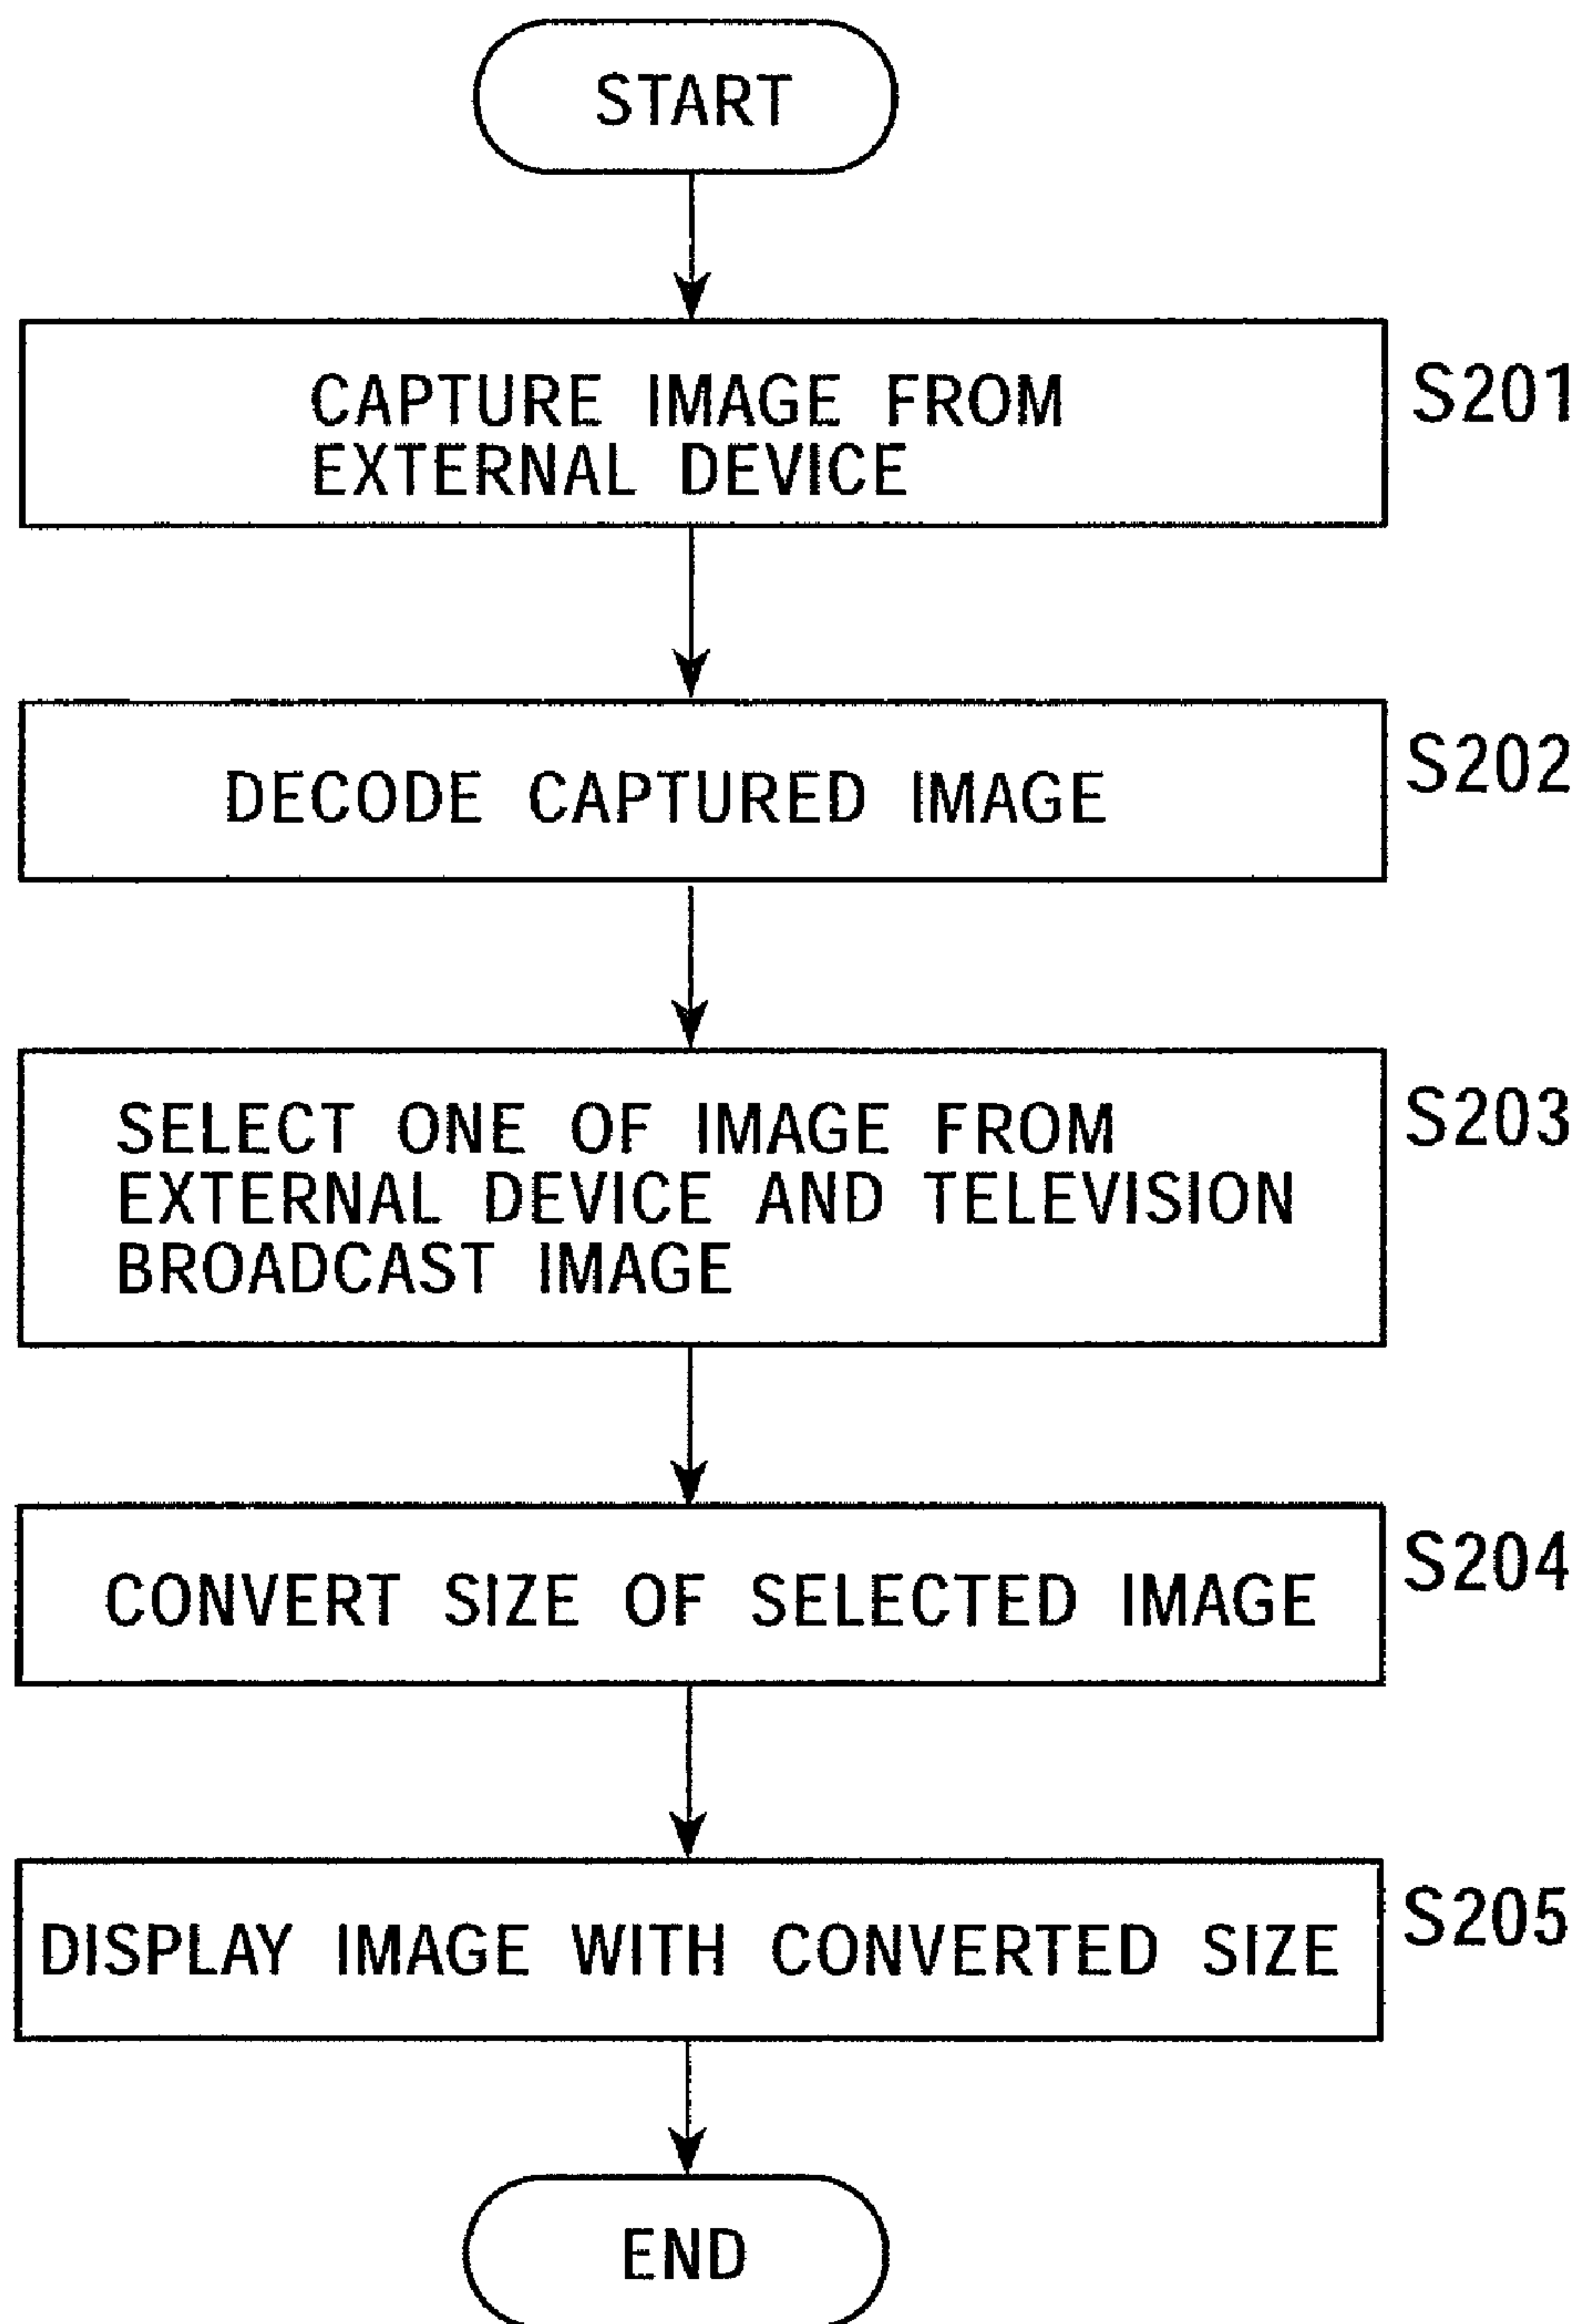 START
CAPTURE IMAGE FROM
EXTERNAL DEVICE
S201
DECODE CAPTURED IMAGE
S202
SELECT ONE OF IMAGE FROM
EXTERNAL DEVICE AND TELEVISION
BROADCAST IMAGE
S203
CONVERT SIZE OF SELECTED IMAGE
S204
DISPLAY IMAGE WITH CONVERTED SIZE
S205
END